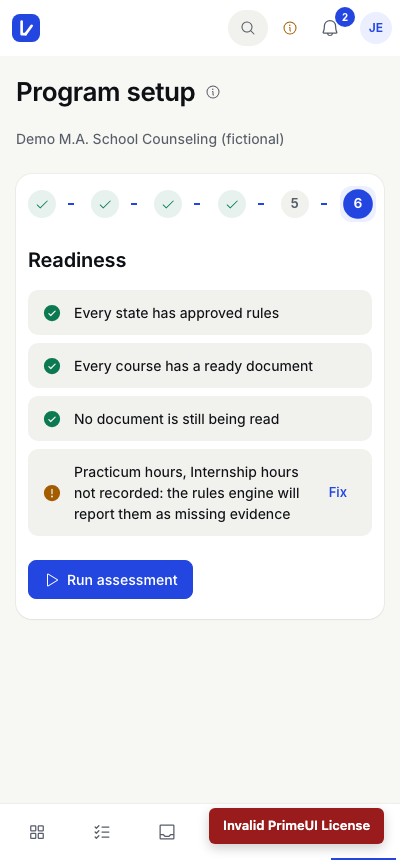 2
JE
Program setup
Demo M.A. School Counseling (fictional)
5
6
Readiness
Every state has approved rules
Every course has a ready document
No document is still being read
Practicum hours, Internship hours
not recorded: the rules engine will
report them as missing evidence
Fix
Run assessment
Invalid PrimeUI License